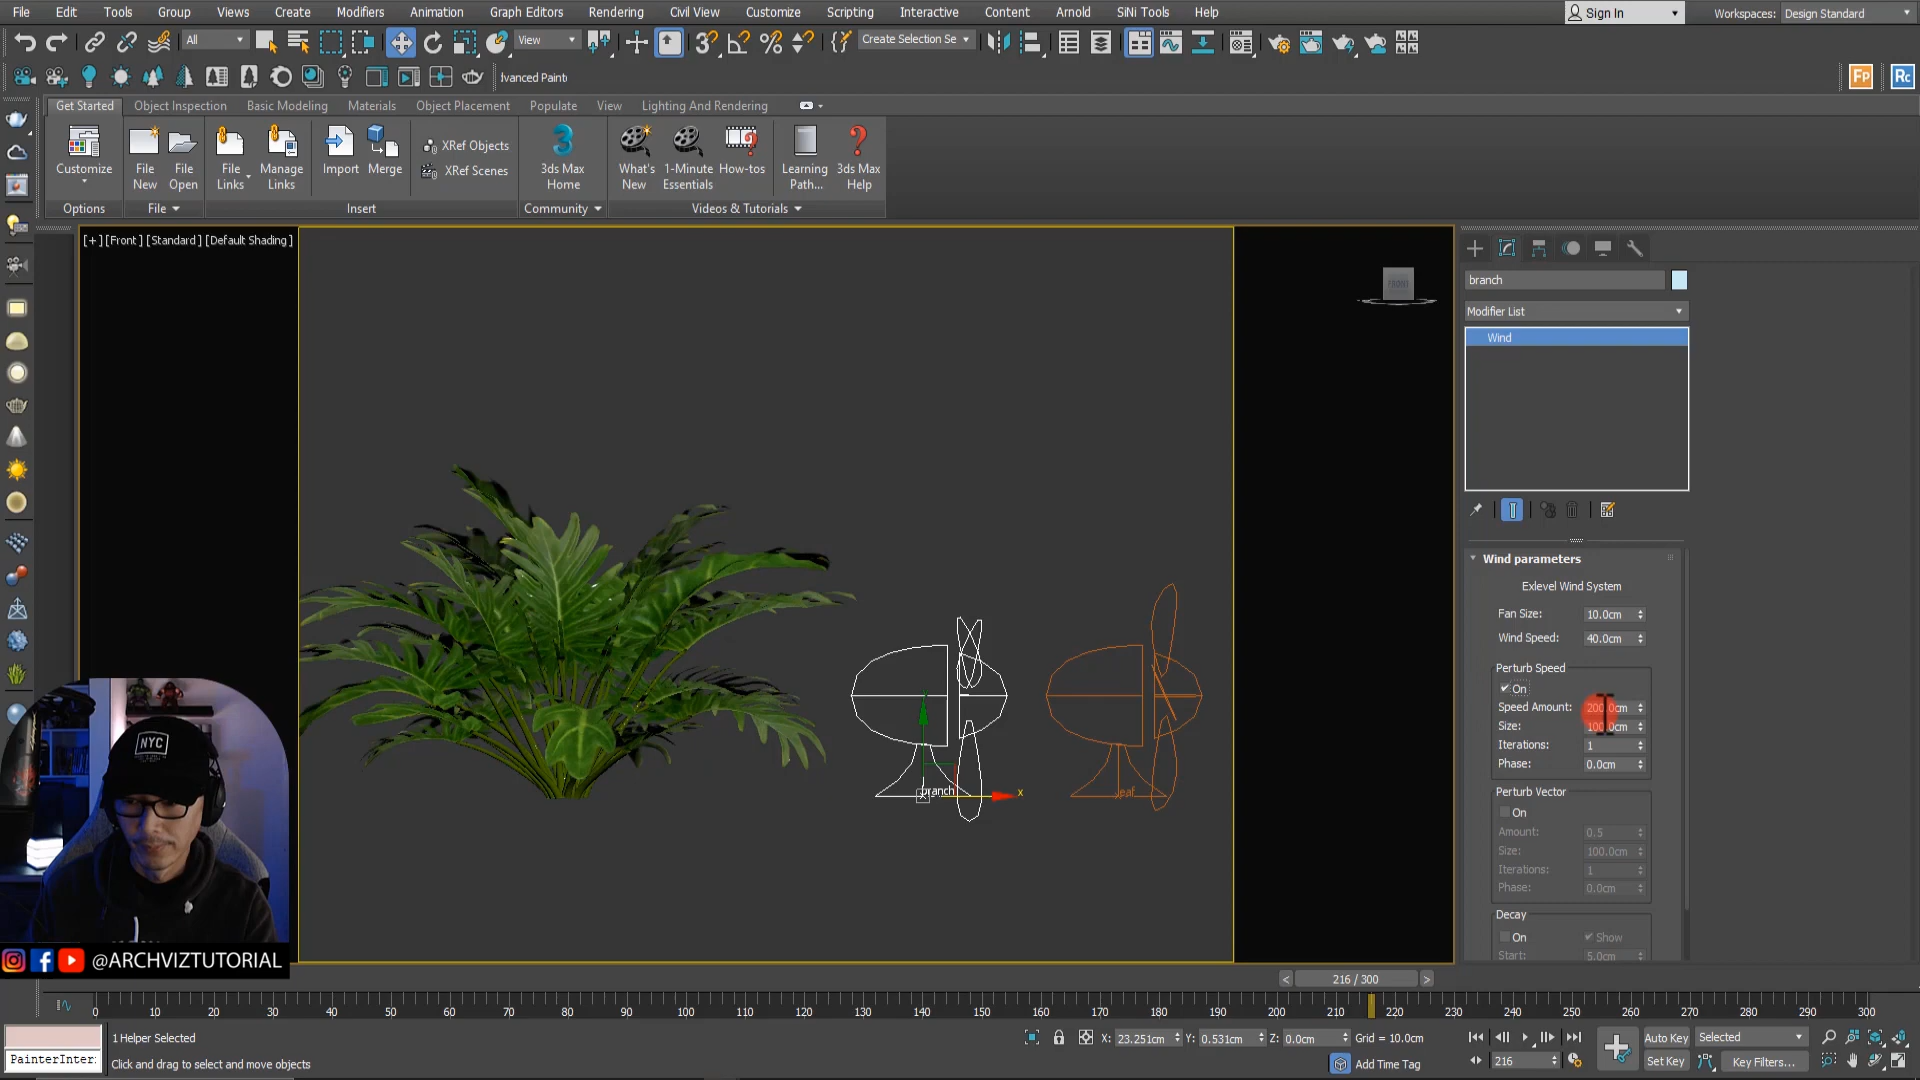 File Edit Tools Group Views Create Modifiers Animation Graph Editors Rendering Civil View Customize Scripting Interactive Content Arnold SiNi Tools Help
Sign In
Workspaces: Design Standard
All
View
Create Selection Se
lvanced Paint
Fp
Rc
Get Started Object Inspection Basic Modeling Materials Object Placement Populate View Lighting And Rendering
Customize
File New
File Open
File Links
Manage Links
Import
Merge
XRef Objects
XRef Scenes
3ds Max Home
What's New
1-Minute Essentials
How-tos
Learning Path...
3ds Max Help
Options File Insert Community Videos & Tutorials
[+] [Front] [Standard] [Default Shading]
FRONT
branch
Modifier List
Wind
Wind parameters
Exlevel Wind System
Fan Size: 10.0cm
Wind Speed: 40.0cm
Perturb Speed
On
Speed Amount: 200.0cm
Size: 100.0cm
Iterations: 1
Phase: 0.0cm
Perturb Vector
On
Amount: 0.5
Size: 100.0cm
Iterations: 1
Phase: 0.0cm
Decay
On Show
Start: 5.0cm
branch
x
leaf
NYC
@ARCHVIZTUTORIAL
< 216 / 300 >
0 10 20 30 40 50 60 70 80 90 100 110 120 130 140 150 160 170 180 190 200 210 220 230 240 250 260 270 280 290 300
1 Helper Selected
X: 23.251cm Y: 0.531cm Z: 0.0cm Grid = 10.0cm
Auto Key Selected
PainterInter:
Click and drag to select and move objects
Add Time Tag
216
Set Key Key Filters...